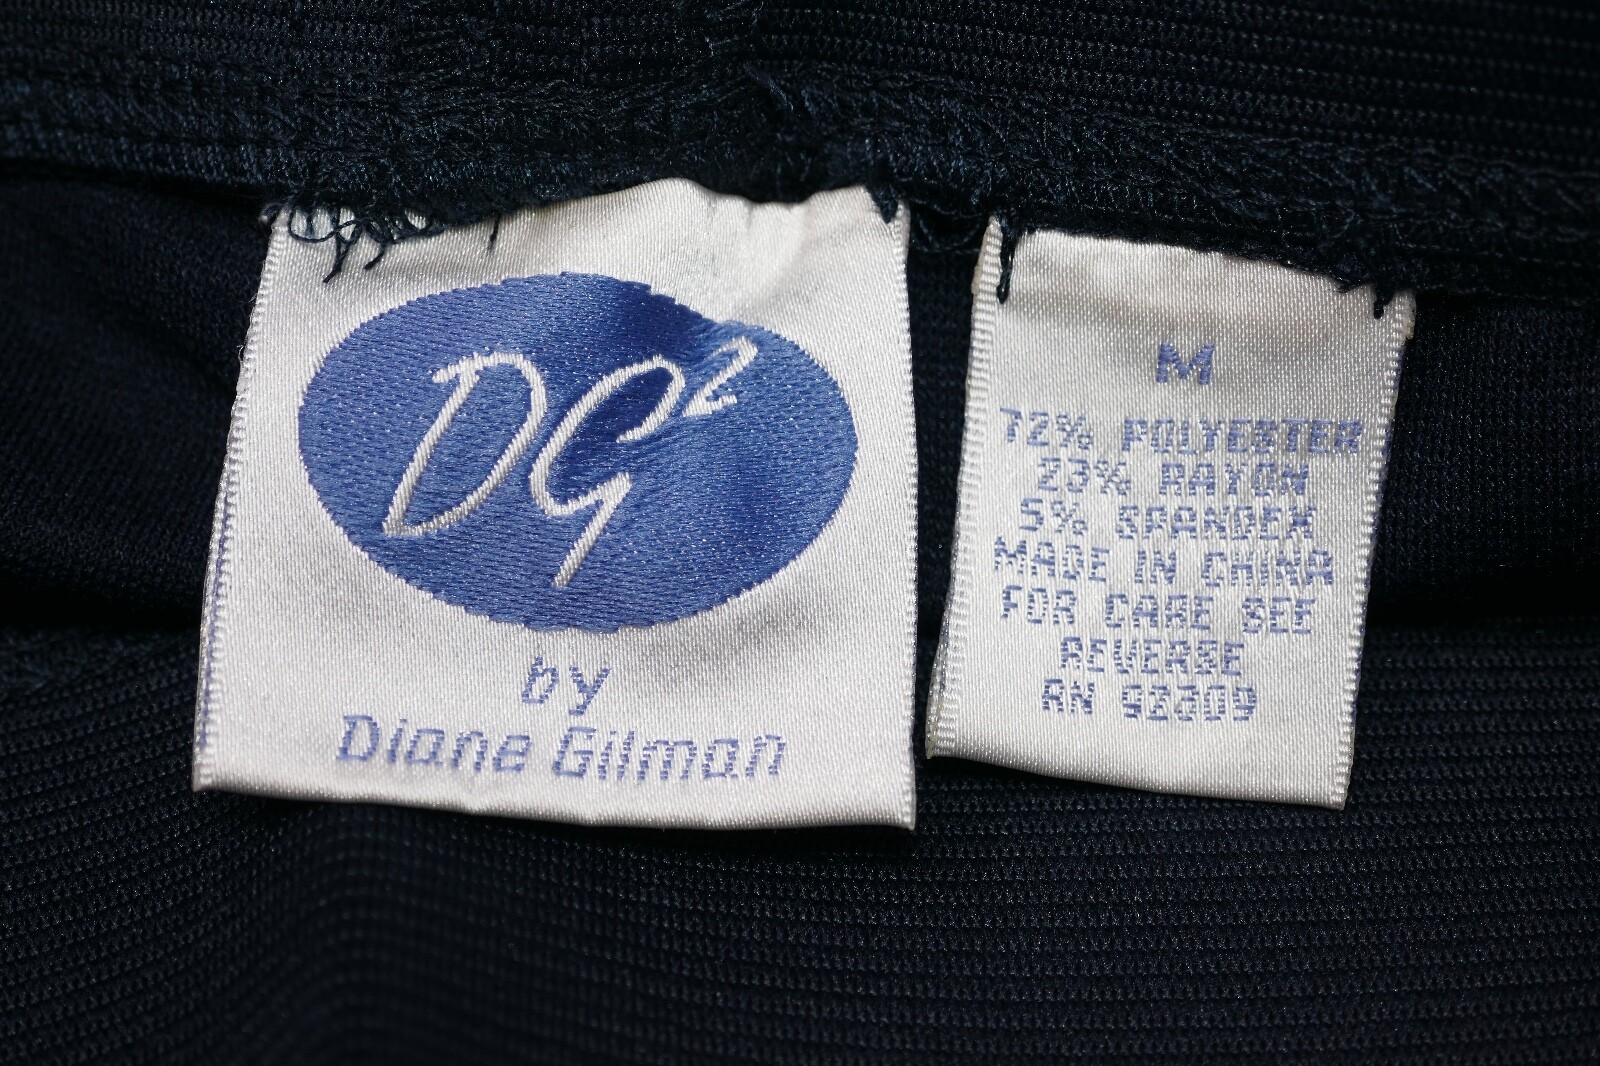 DG2
by
Diane Gilman
M
72% POLYESTER
23% RAYON
5% SPANDEX
MADE IN CHINA
FOR CARE SEE
REVERSE
RN 92309